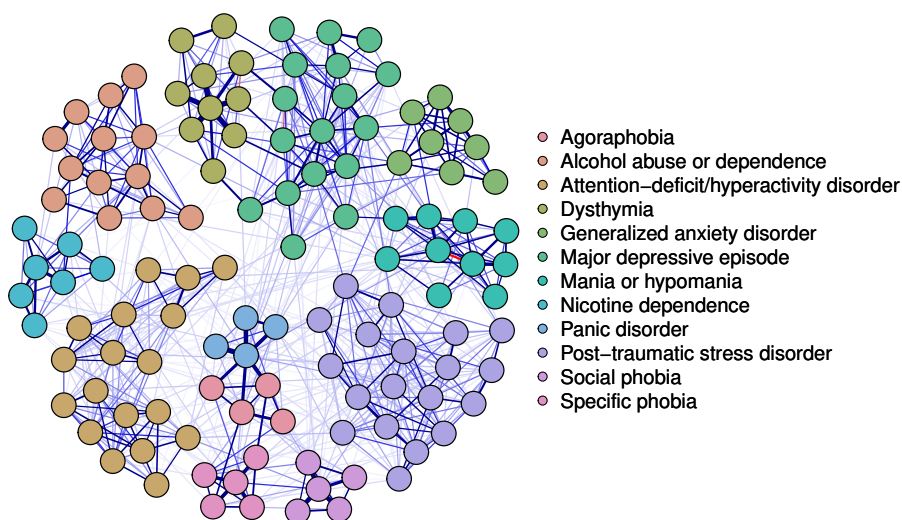 Agoraphobia
Alcohol abuse or dependence
Attention−deficit/hyperactivity disorder
Dysthymia
Generalized anxiety disorder
Major depressive episode
Mania or hypomania
Nicotine dependence
Panic disorder
Post−traumatic stress disorder
Social phobia
Specific phobia